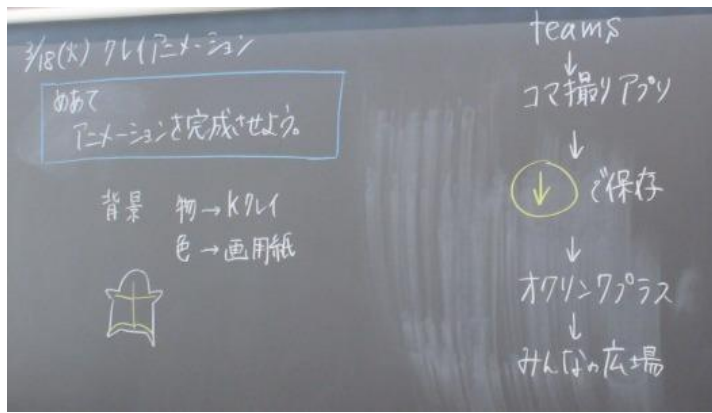 3/18(火) クレイアニメーション
めあて
アニメーションを完成させよう。
背景 物→Kクレイ
色→画用紙
teams
↓
コマ撮りアプリ
↓
↓で保存
↓
オクリンクプラス
↓
みんなの広場